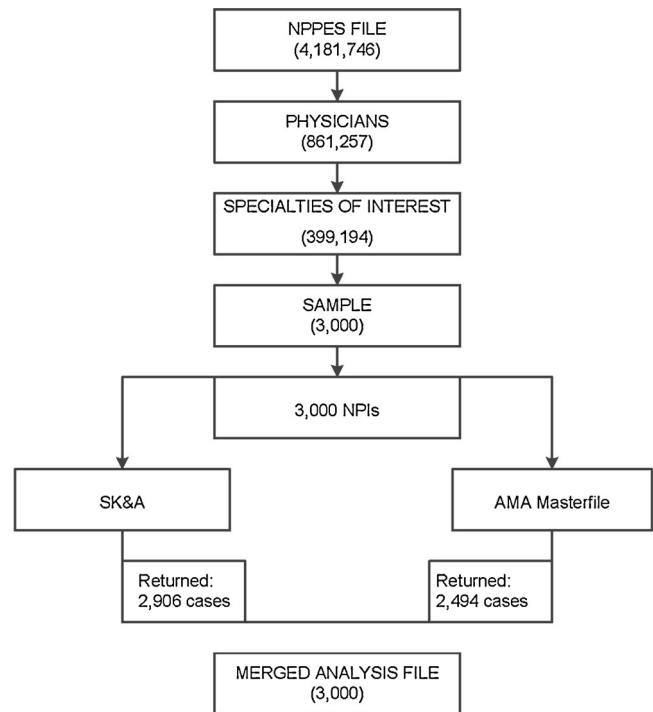 NPPES FILE
(4,181,746)
PHYSICIANS
(861,257)
SPECIALTIES OF INTEREST
(399,194)
SAMPLE
(3,000)
3,000 NPIs
SK&A
AMA Masterfile
Returned:
2,906 cases
Returned:
2,494 cases
MERGED ANALYSIS FILE
(3,000)